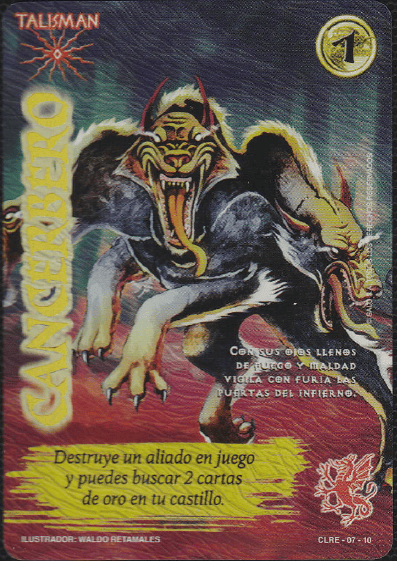 TALISMAN
1
CANCERBERO
CON SUS OJOS LLENOS
DE FUEGO Y MALDAD
VIGILA CON FURIA LAS
PUERTAS DEL INFIERNO.
Destruye un aliado en juego
y puedes buscar 2 cartas
de oro en tu castillo.
ILUSTRADOR: WALDO RETAMALES
CLRE - 07 - 10